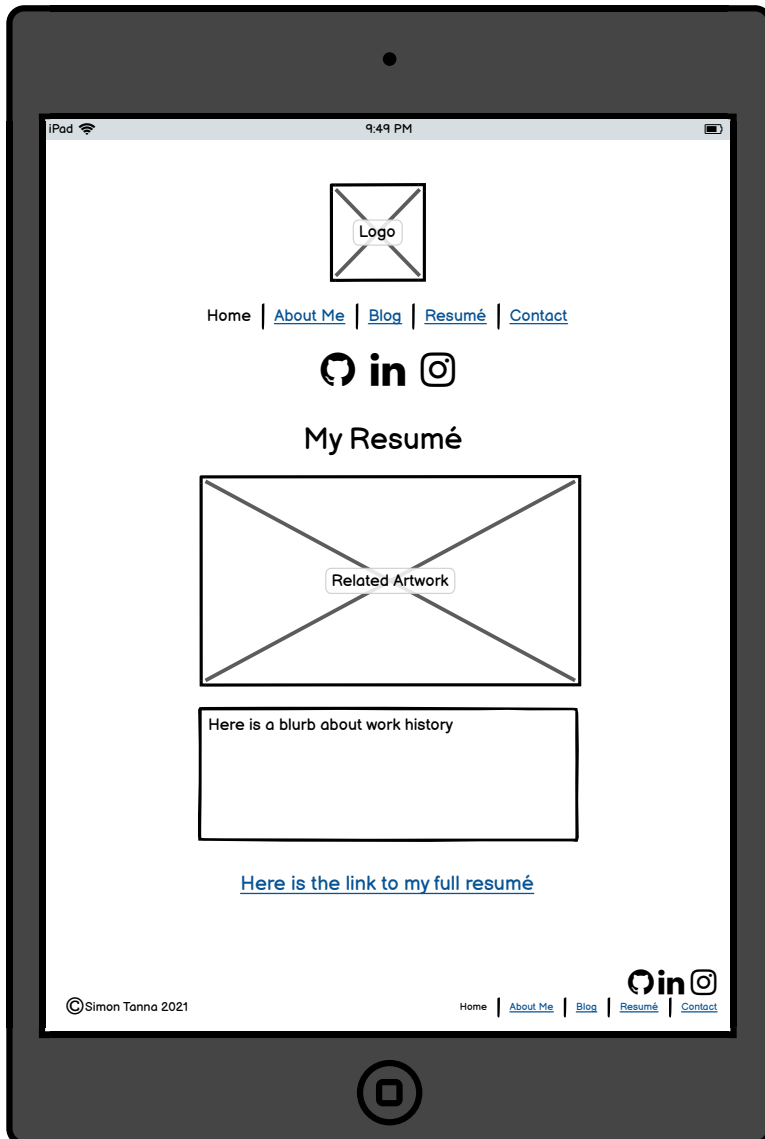 iPad 9:49 PM
Logo
Home About Me Blog Resumé Contact
in
My Resumé
Related Artwork
Here is a blurb about work history
Here is the link to my full resumé
in
©Simon Tanna 2021 Home About Me Blog Resumé Contact